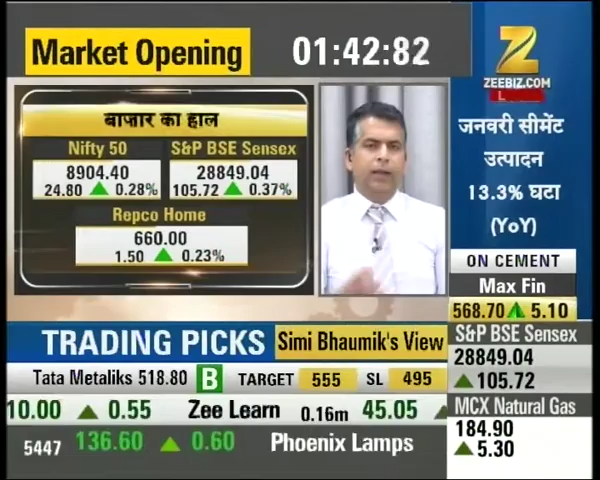 Market Opening
01:42:82
ZEEBIZ.COM
बाज़ार का हाल
Nifty 50
8904.40
24.80 0.28%
S&P BSE Sensex
28849.04
105.72 0.37%
Repco Home
660.00
1.50 0.23%
जनवरी सीमेंट
उत्पादन
13.3% घटा
(YoY)
ON CEMENT
Max Fin
568.70 5.10
S&P BSE Sensex
28849.04
105.72
MCX Natural Gas
184.90
5.30
TRADING PICKS Simi Bhaumik's View
Tata Metaliks 518.80 B TARGET 555 SL 495
10.00 0.55 Zee Learn 0.16m 45.05
5447 136.60 0.60 Phoenix Lamps